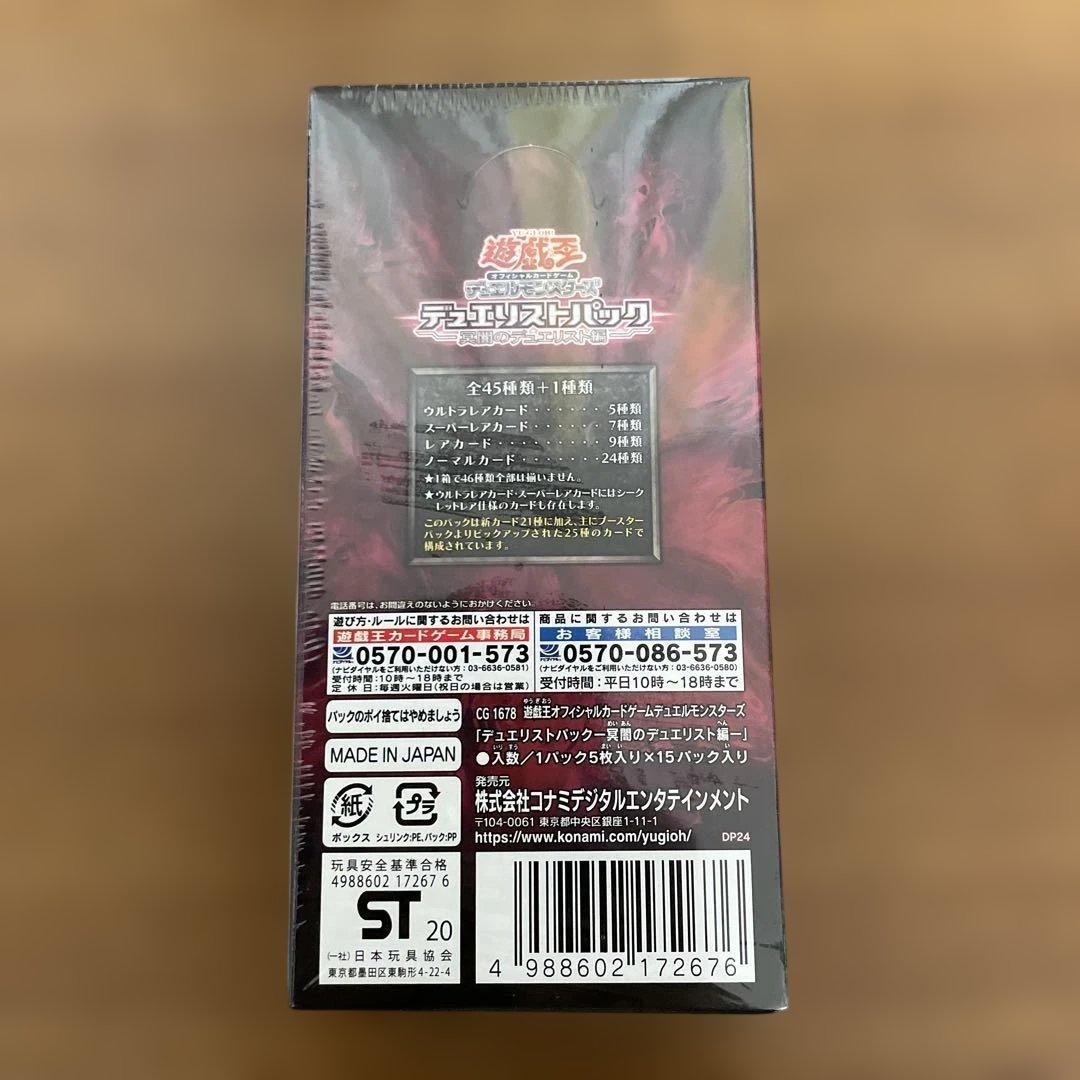 YU-GI-OH!
遊戯王
オフィシャルカードゲーム
デュエルモンスターズ
デュエリストパック
冥闇のデュエリスト編
全45種類+1種類
ウルトラレアカード・・・・・・5種類
スーパーレアカード・・・・・・7種類
レアカード・・・・・・・・・9種類
ノーマルカード・・・・・・・24種類
★1箱で46種類全部は揃いません。
★ウルトラレアカード・スーパーレアカードにはシーク
レットレア仕様のカードも存在します。
このパックは新カード21種に加え、主にブースター
パックよりピックアップされた25種のカードで
構成されています。
電話番号は、お間違えのないようにおかけください。
遊び方・ルールに関するお問い合わせは
遊戯王カードゲーム事務局
ナビダイヤル 0570-001-573
(ナビダイヤルをご利用いただけない方:03-6636-0581)
受付時間:10時〜18時まで
定休日:毎週火曜日(祝日の場合は営業)
商品に関するお問い合わせは
お客様相談室
ナビダイヤル 0570-086-573
(ナビダイヤルをご利用いただけない方:03-6636-0580)
受付時間:平日10時〜18時まで
パックのポイ捨てはやめましょう
MADE IN JAPAN
紙 プラ
ボックス シュリンク:PE、パック:PP
CG 1678 遊戯王オフィシャルカードゲームデュエルモンスターズ
「デュエリストパックー冥闇のデュエリスト編ー」
●入数/1パック5枚入り×15パック入り
発売元
株式会社コナミデジタルエンタテインメント
〒104-0061 東京都中央区銀座1-11-1
https://www.konami.com/yugioh/ DP24
玩具安全基準合格
4988602 17267 6
ST 20
(一社)日本玩具協会
東京都墨田区東駒形4-22-4
4 988602 172676